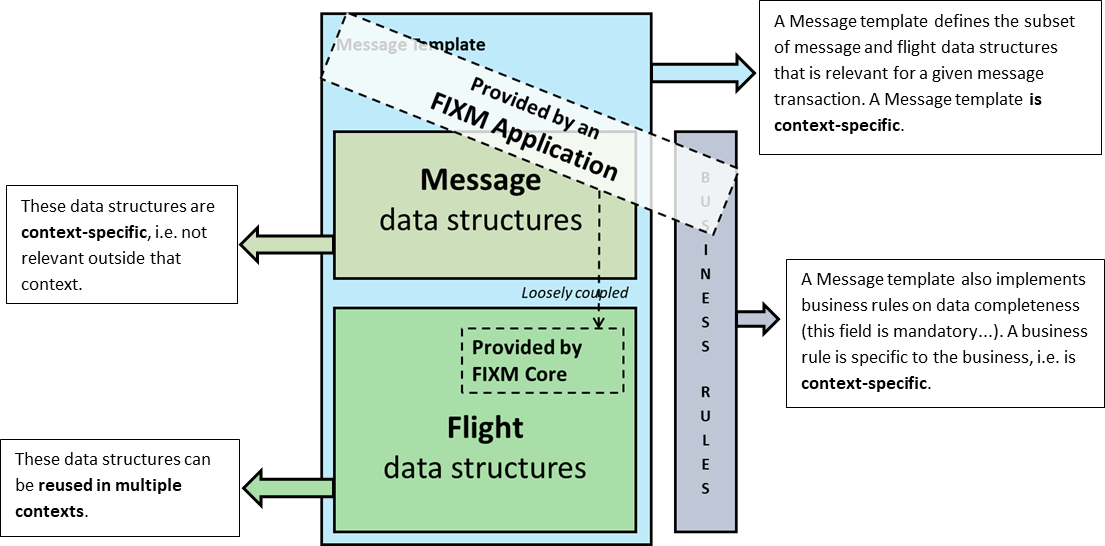 Message Template
Provided by an
FIXM Application
Message
data structures
Loosely coupled
Provided by
FIXM Core
Flight
data structures
BUSINESS RULES
A Message template defines the subset
of message and flight data structures
that is relevant for a given message
transaction. A Message template is
context-specific.
These data structures are
context-specific, i.e. not
relevant outside that
context.
A Message template also implements
business rules on data completeness
(this field is mandatory...). A business
rule is specific to the business, i.e. is
context-specific.
These data structures can
be reused in multiple
contexts.